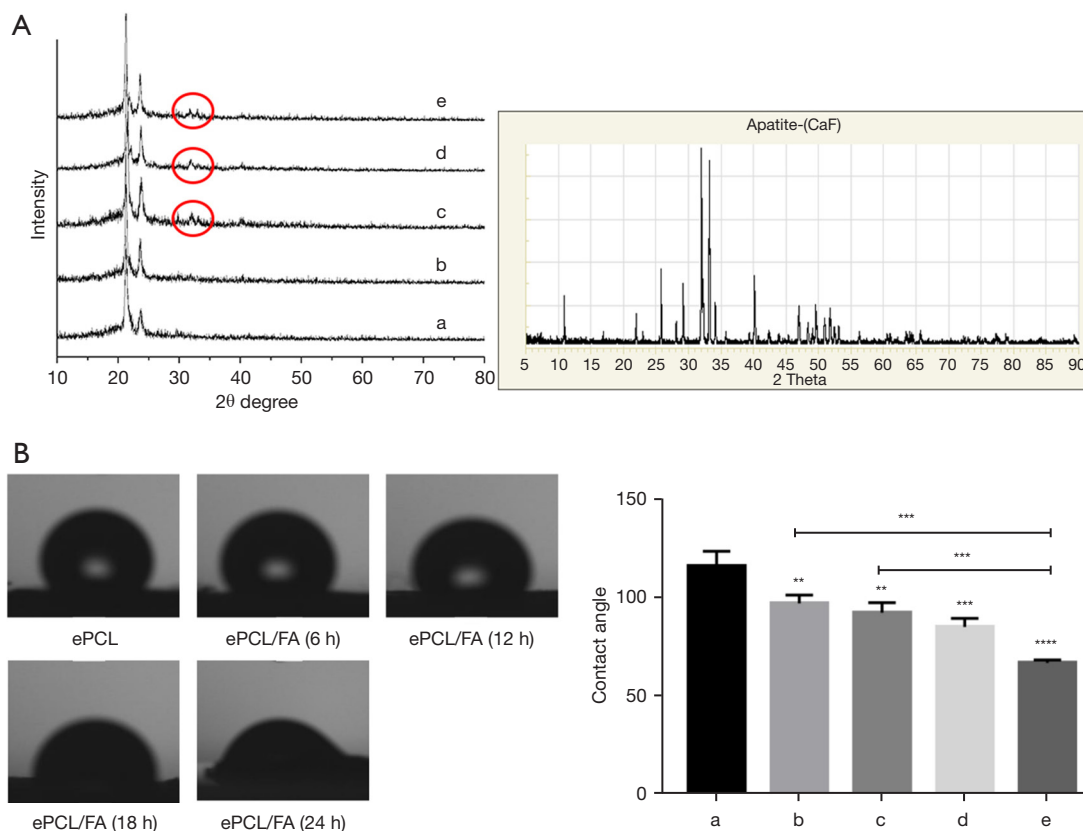 A
e
d
c
b
a
Intensity
10 20 30 40 50 60 70 80
2θ degree
Apatite-(CaF)
5 10 15 20 25 30 35 40 45 50 55 60 65 70 75 80 85 90
2 Theta
B
ePCL ePCL/FA (6 h) ePCL/FA (12 h)
ePCL/FA (18 h) ePCL/FA (24 h)
150
100
50
0
Contact angle
***
***
** ** *** ****
a b c d e